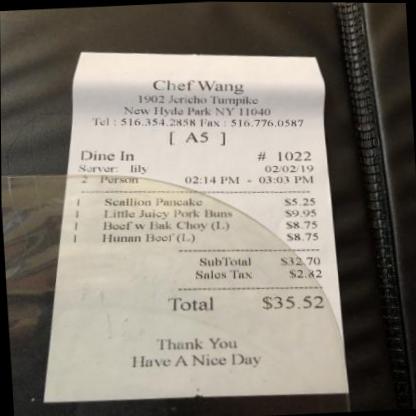 Chef Wang
1902 Jericho Turnpike
New Hyde Park NY 11040
Tel : 516.354.2858 Fax : 516.776.0587
[ A5 ]
Dine In # 1022
Server: lily 02/02/19
2 Person 02:14 PM - 03:03 PM
1 Scallion Pancake $5.25
1 Little Juicy Pork Buns $9.95
1 Beef w Bak Choy (L) $8.75
1 Hunan Beef (L) $8.75
SubTotal $32.70
Sales Tax $2.82
Total $35.52
Thank You
Have A Nice Day